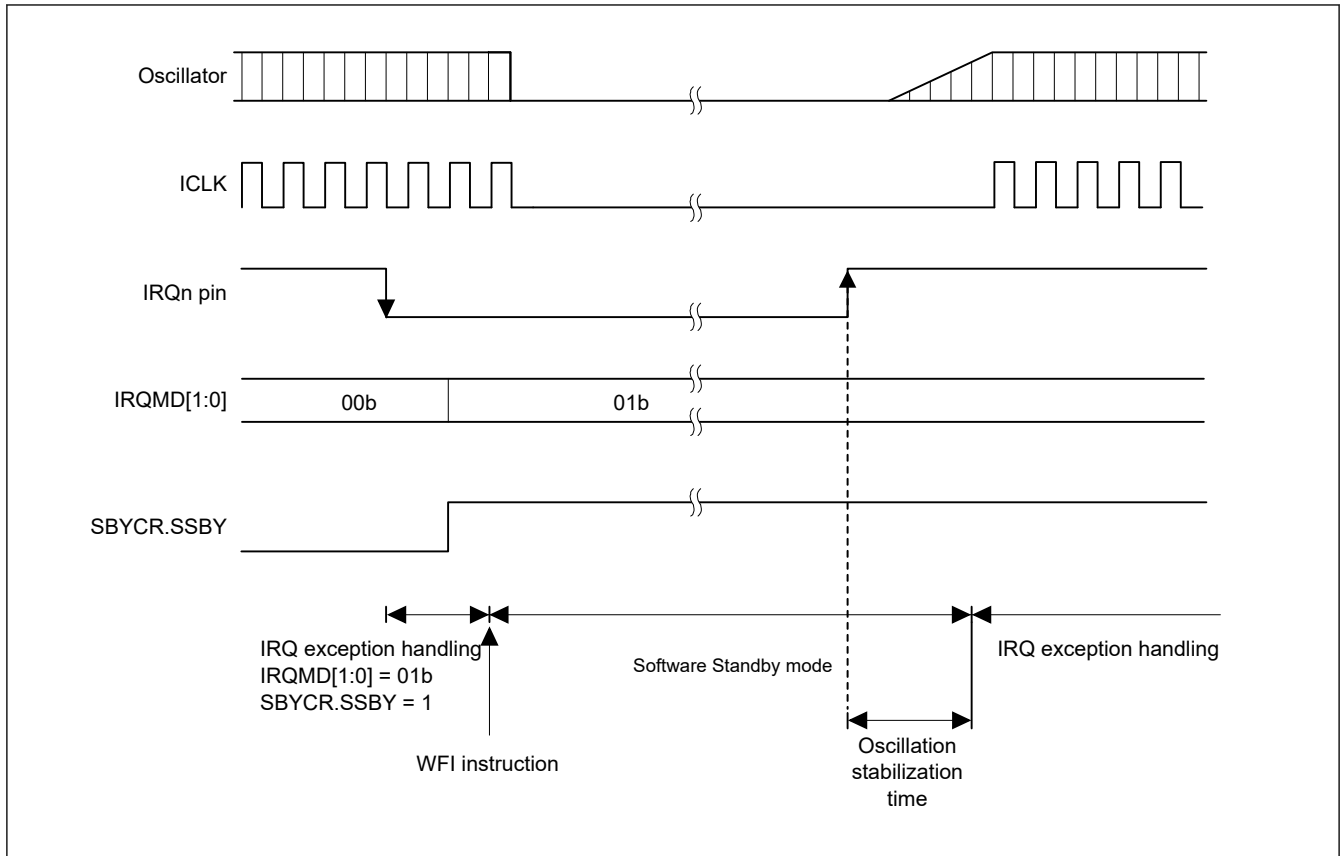 Oscillator
ICLK
IRQn pin
IRQMD[1:0]
00b
01b
SBYCR.SSBY
IRQ exception handling
IRQMD[1:0] = 01b
SBYCR.SSBY = 1
WFI instruction
Software Standby mode
Oscillation
stabilization
time
IRQ exception handling